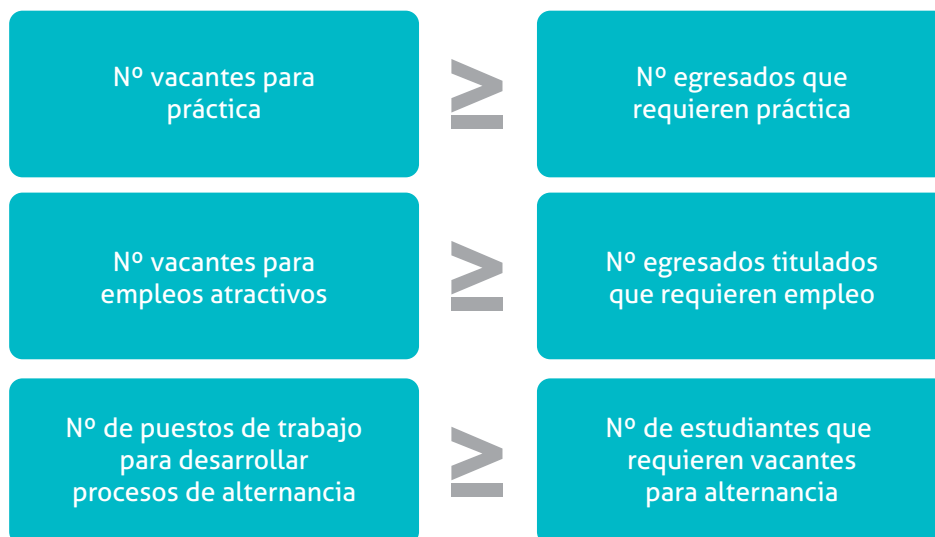 Nº vacantes para
práctica
≥
Nº egresados que
requieren práctica
Nº vacantes para
empleos atractivos
≥
Nº egresados titulados
que requieren empleo
Nº de puestos de trabajo
para desarrollar
procesos de alternancia
≥
Nº de estudiantes que
requieren vacantes
para alternancia